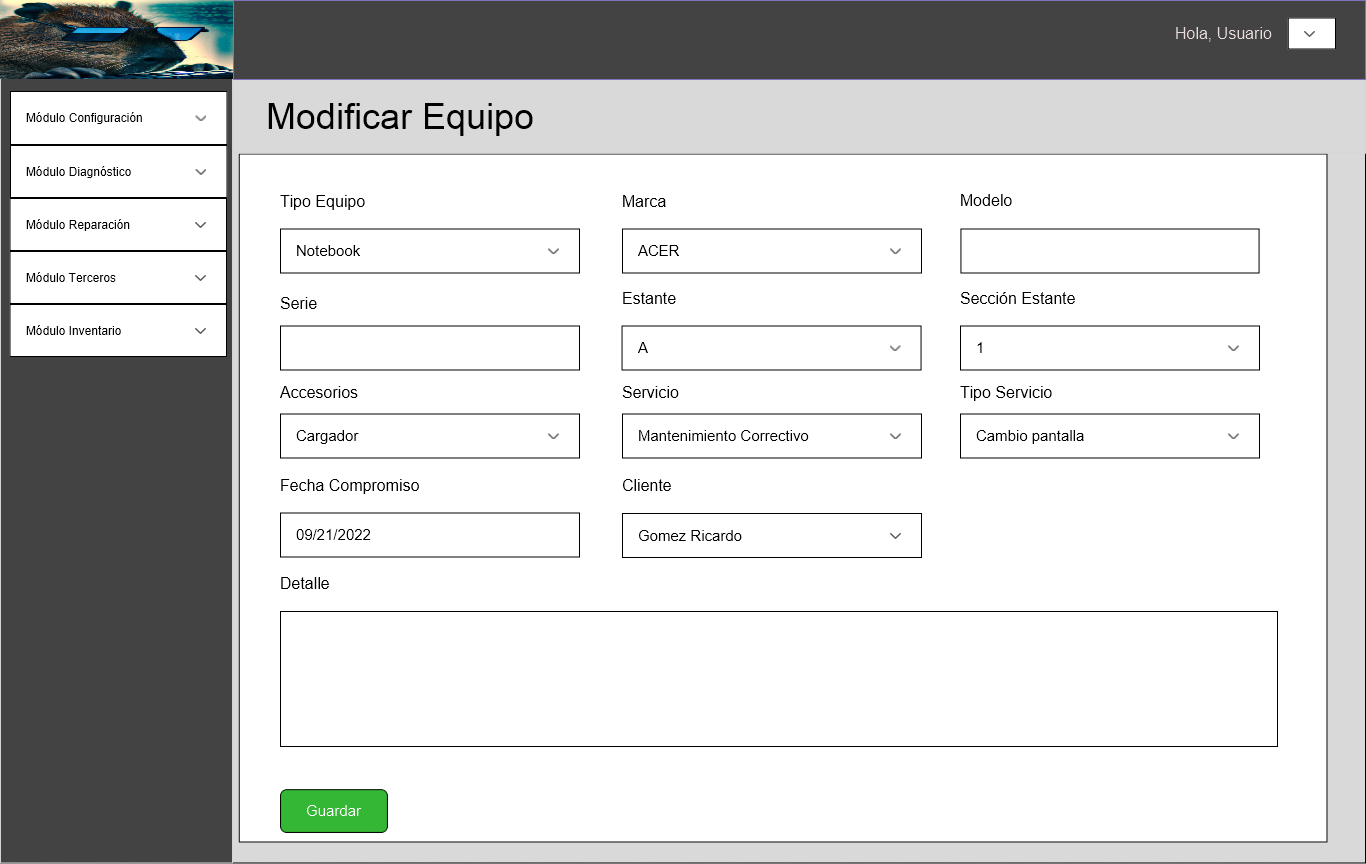 Hola, Usuario
Módulo Configuración
Módulo Diagnóstico
Módulo Reparación
Módulo Terceros
Módulo Inventario
Modificar Equipo
Tipo Equipo
Marca
Modelo
Notebook
ACER
Serie
Estante
Sección Estante
A
1
Accesorios
Servicio
Tipo Servicio
Cargador
Mantenimiento Correctivo
Cambio pantalla
Fecha Compromiso
Cliente
09/21/2022
Gomez Ricardo
Detalle
Guardar